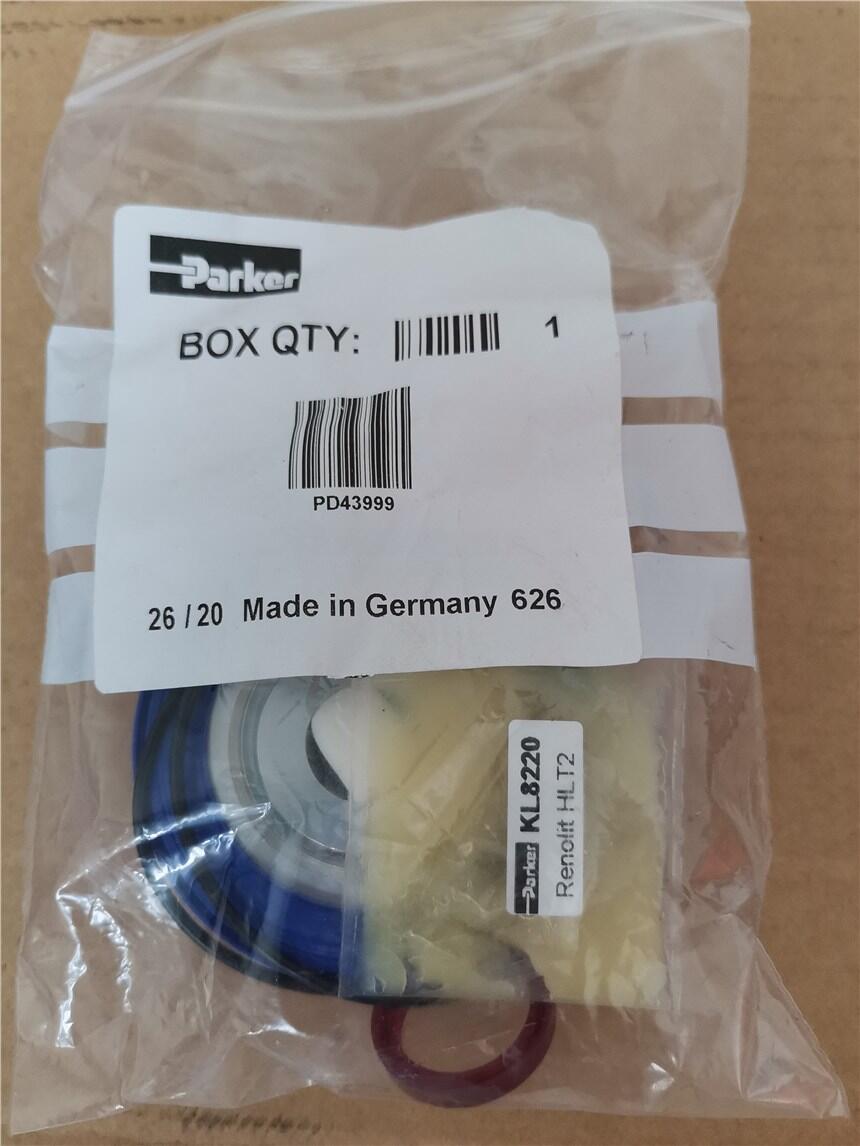 Parker
BOX QTY: 1
PD43999
26 / 20 Made in Germany 626
Parker KL8220
Renolit HLT2